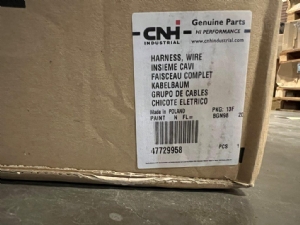 CNH
INDUSTRIAL
Genuine Parts
HI PERFORMANCE
www.cnhindustrial.com
HARNESS, WIRE
INSIEME CAVI
FAISCEAU COMPLET
KABELBAUM
GRUPO DE CABLES
CHICOTE ELETRICO
Made in POLAND PKG: 13F
PAINT N FL=
47729958 PCS 1